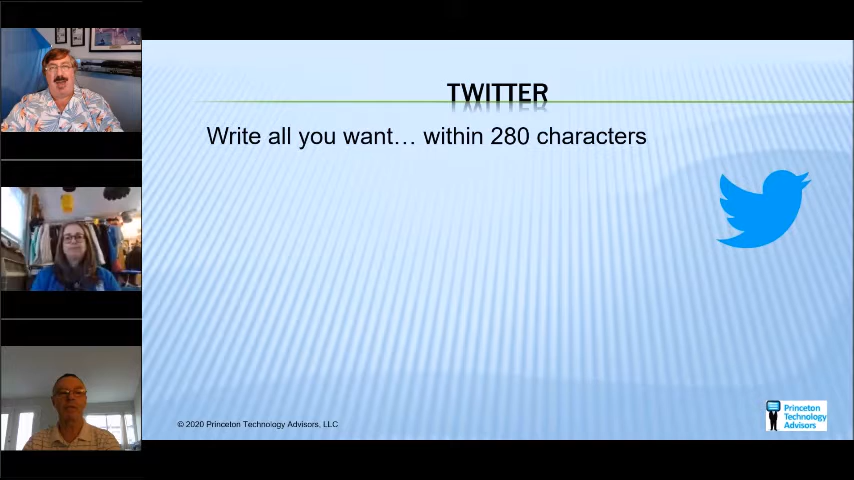 TWITTER
Write all you want… within 280 characters
© 2020 Princeton Technology Advisors, LLC
Princeton
Technology
Advisors